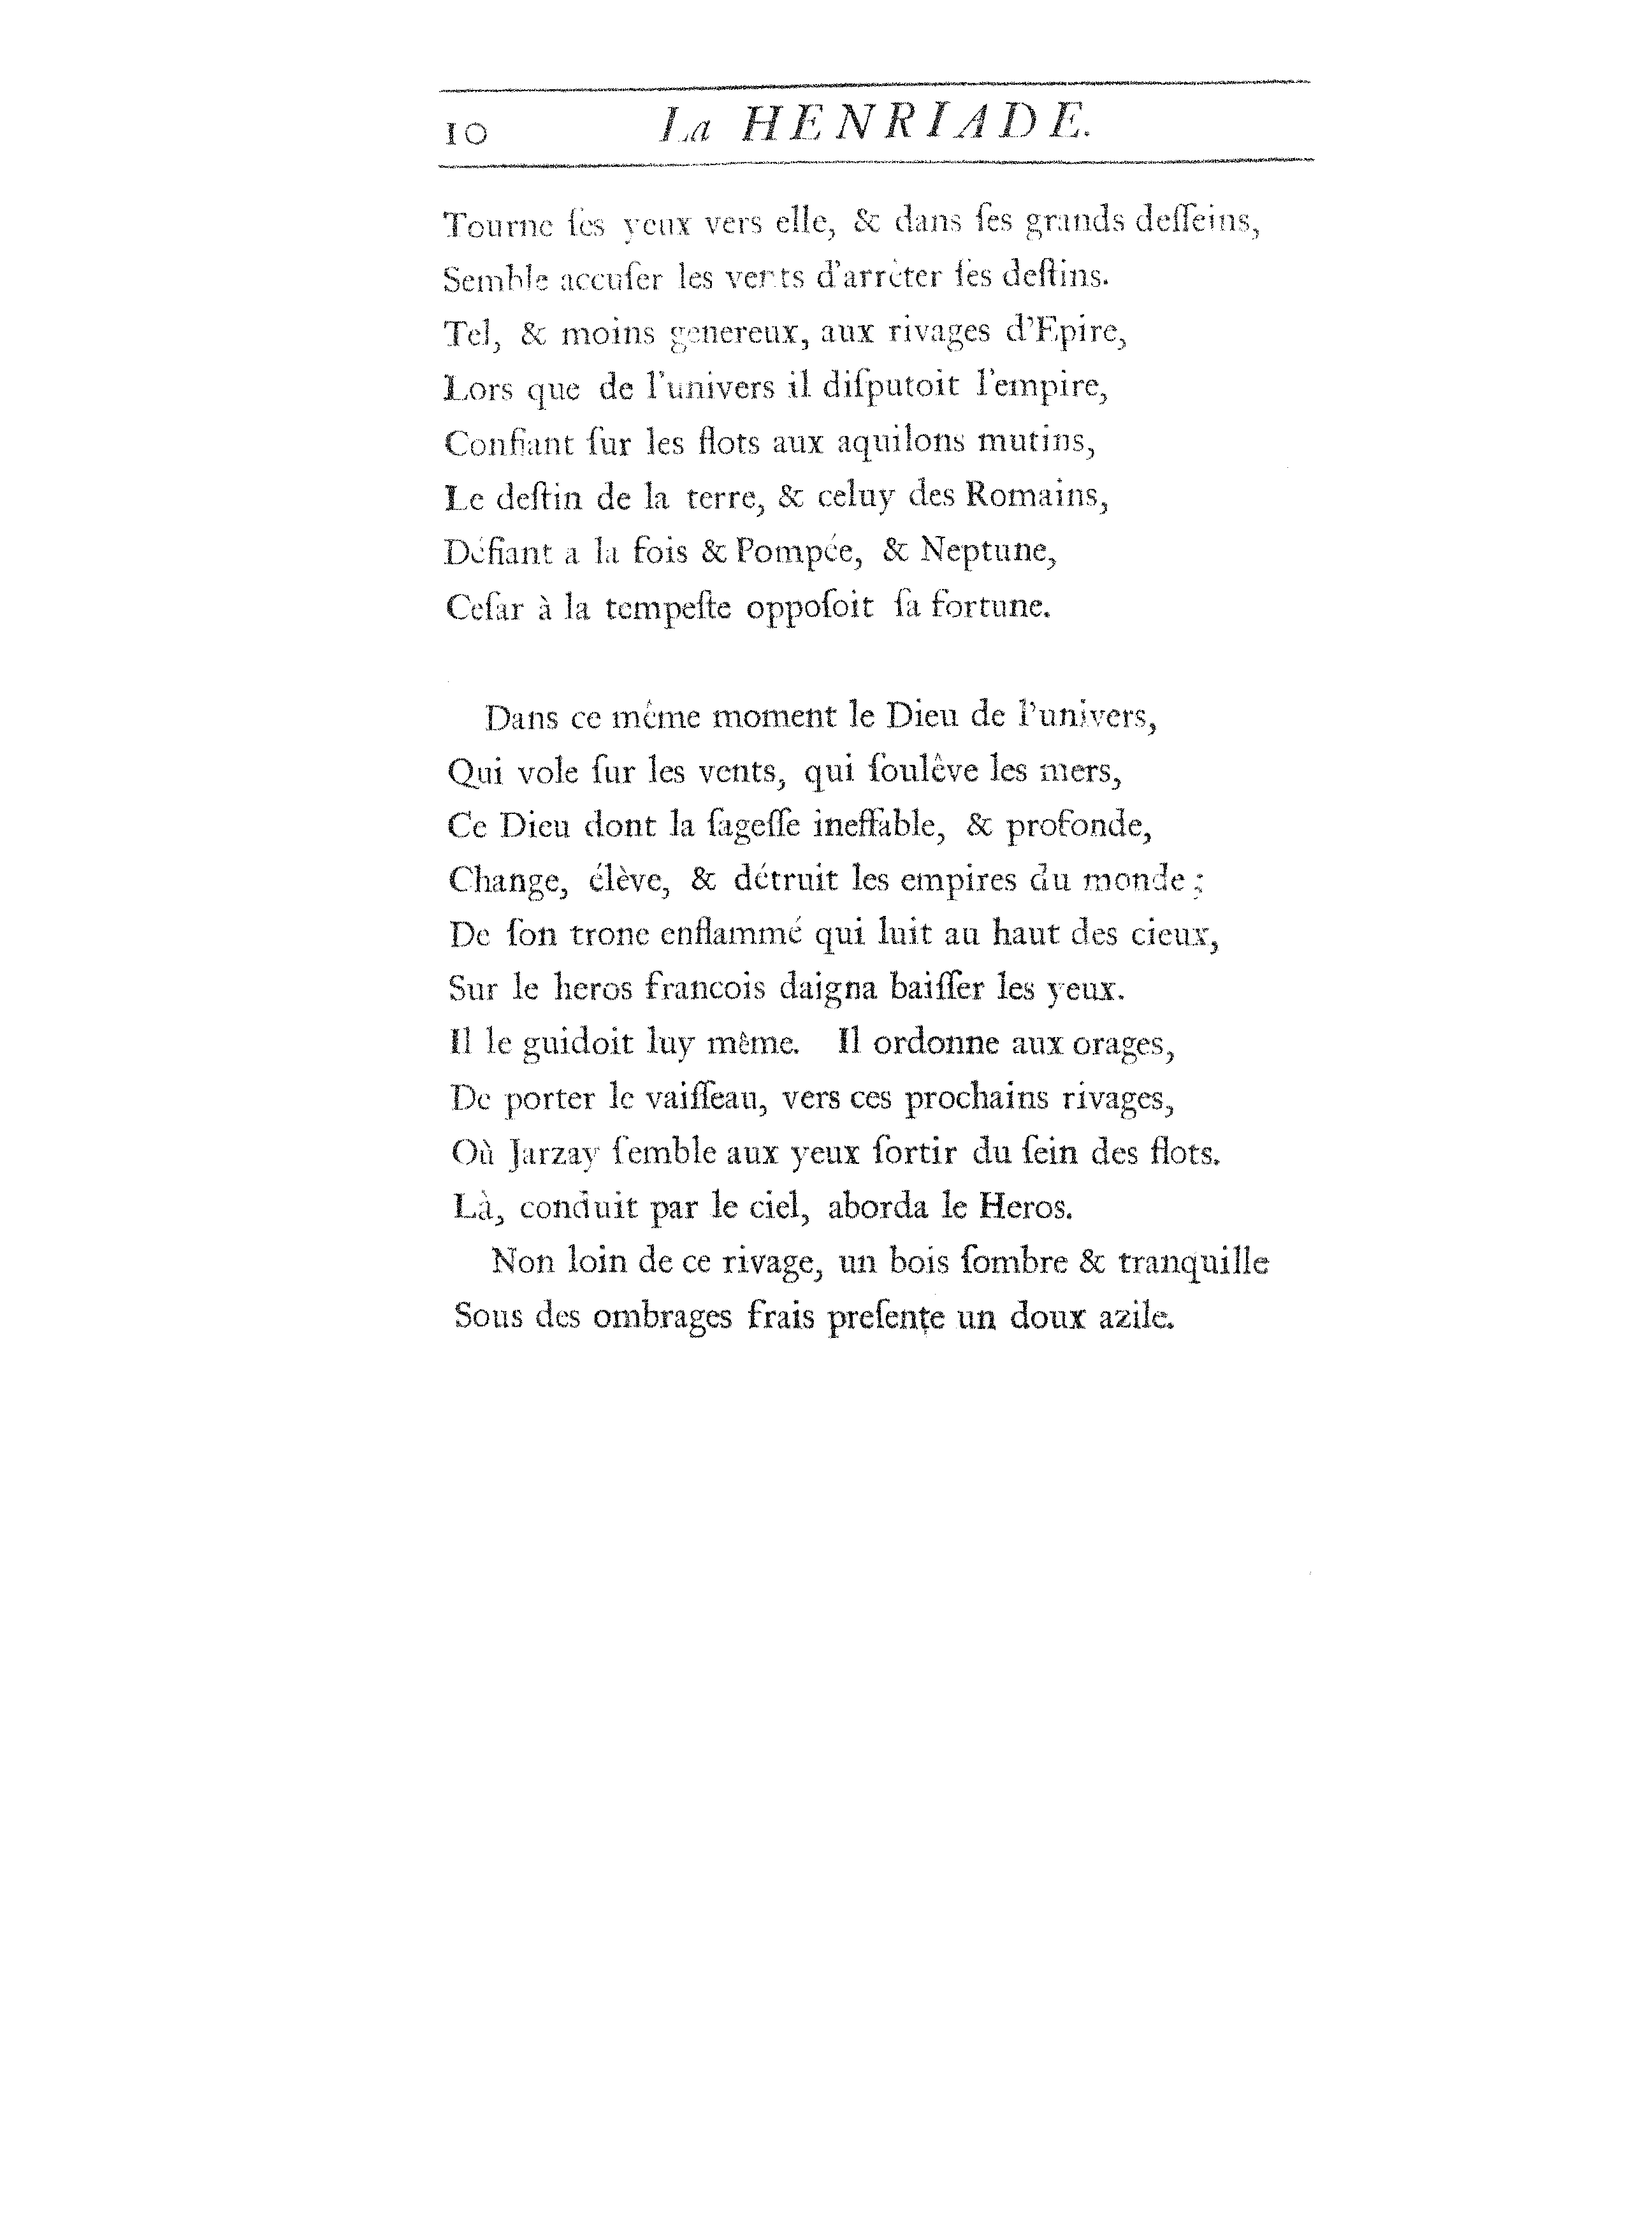 10 La HENRIADE.
Tourne ſes yeux vers elle, & dans ſes grands deſſeins,
Semble accuſer les vents d'arrèter ſes deſtins.
Tel, & moins genereux, aux rivages d'Epire,
Lors que de l'univers il diſputoit l'empire,
Confiant ſur les flots aux aquilons mutins,
Le deſtin de la terre, & celuy des Romains,
Défiant a la fois & Pompée, & Neptune,
Ceſar à la tempeſte oppoſoit ſa fortune.
Dans ce même moment le Dieu de l'univers,
Qui vole ſur les vents, qui ſoulêve les mers,
Ce Dieu dont la ſageſſe ineffable, & profonde,
Change, élève, & détruit les empires du monde;
De ſon trone enflammé qui luit au haut des cieux,
Sur le heros francois daigna baiſſer les yeux.
Il le guidoit luy même. Il ordonne aux orages,
De porter le vaiſſeau, vers ces prochains rivages,
Où Jarzay ſemble aux yeux ſortir du ſein des flots.
Là, conduit par le ciel, aborda le Heros.
Non loin de ce rivage, un bois ſombre & tranquille
Sous des ombrages frais preſente un doux azile.